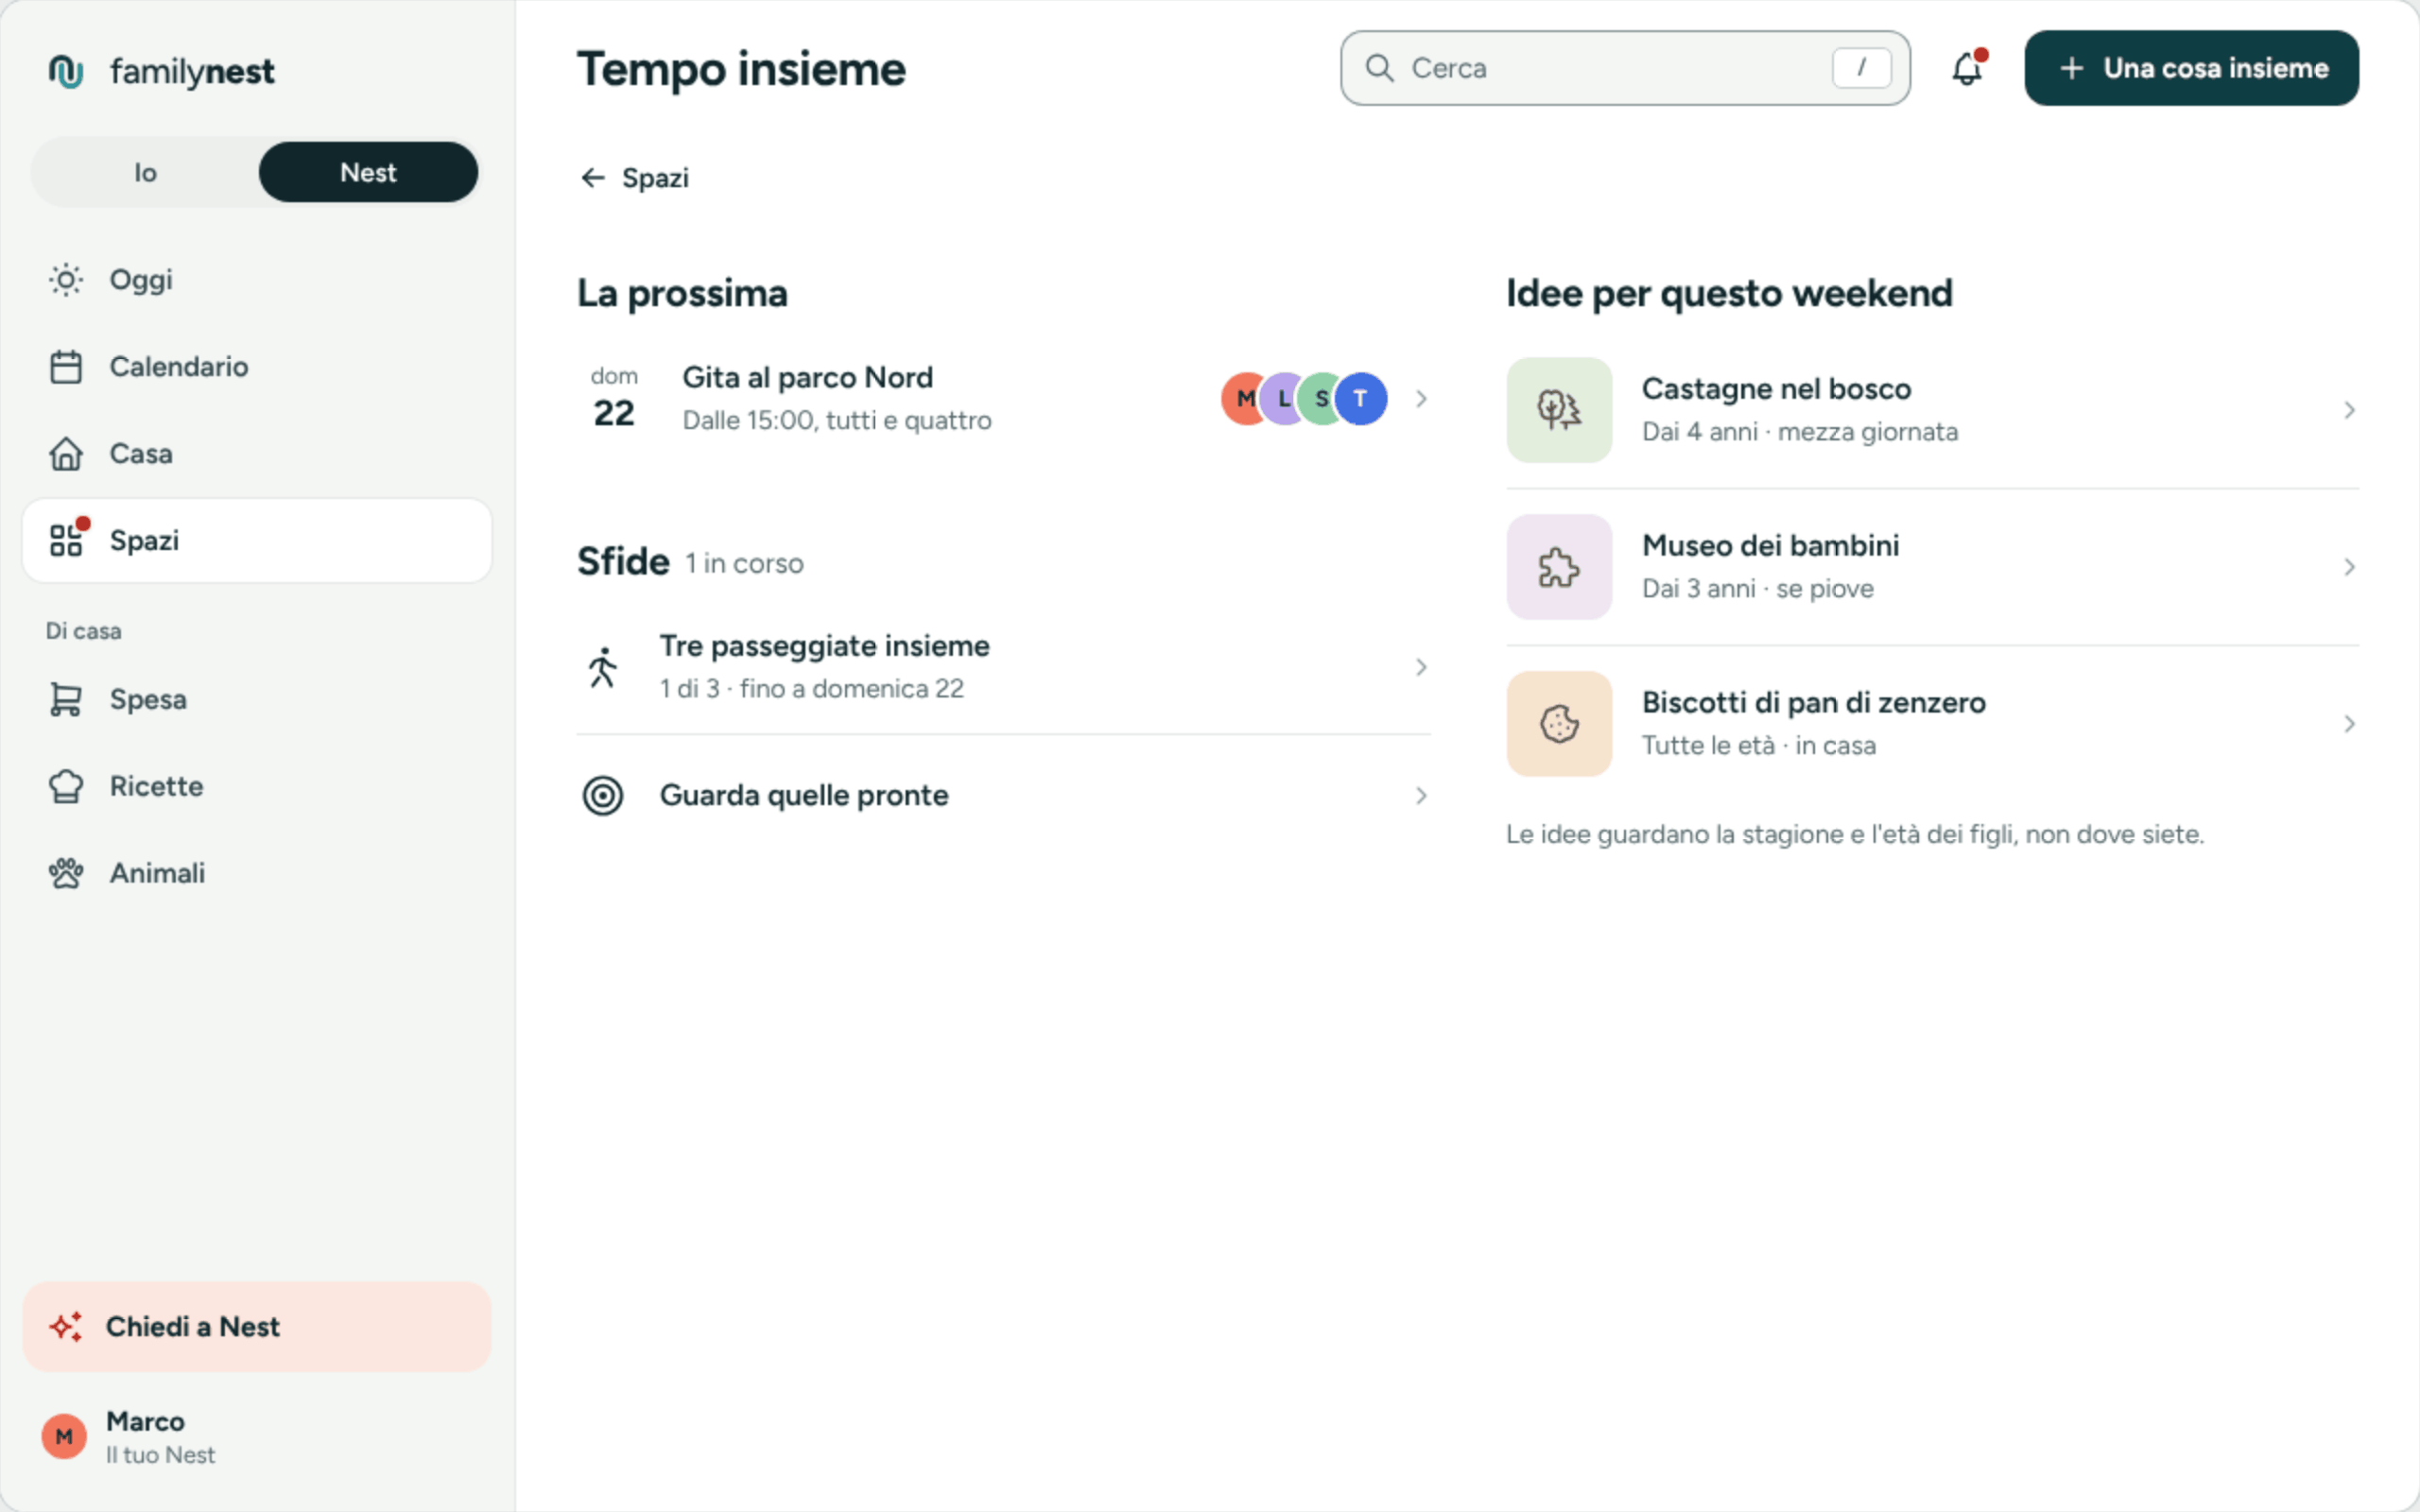 familynest
Io
Nest
Oggi
Calendario
Casa
Spazi
Di casa
Spesa
Ricette
Animali
Chiedi a Nest
M
Marco
Il tuo Nest
Tempo insieme
Cerca
/
Una cosa insieme
Spazi
La prossima
dom
22
Gita al parco Nord
Dalle 15:00, tutti e quattro
M L S T
Sfide 1 in corso
Tre passeggiate insieme
1 di 3 · fino a domenica 22
Guarda quelle pronte
Idee per questo weekend
Castagne nel bosco
Dai 4 anni · mezza giornata
Museo dei bambini
Dai 3 anni · se piove
Biscotti di pan di zenzero
Tutte le età · in casa
Le idee guardano la stagione e l'età dei figli, non dove siete.